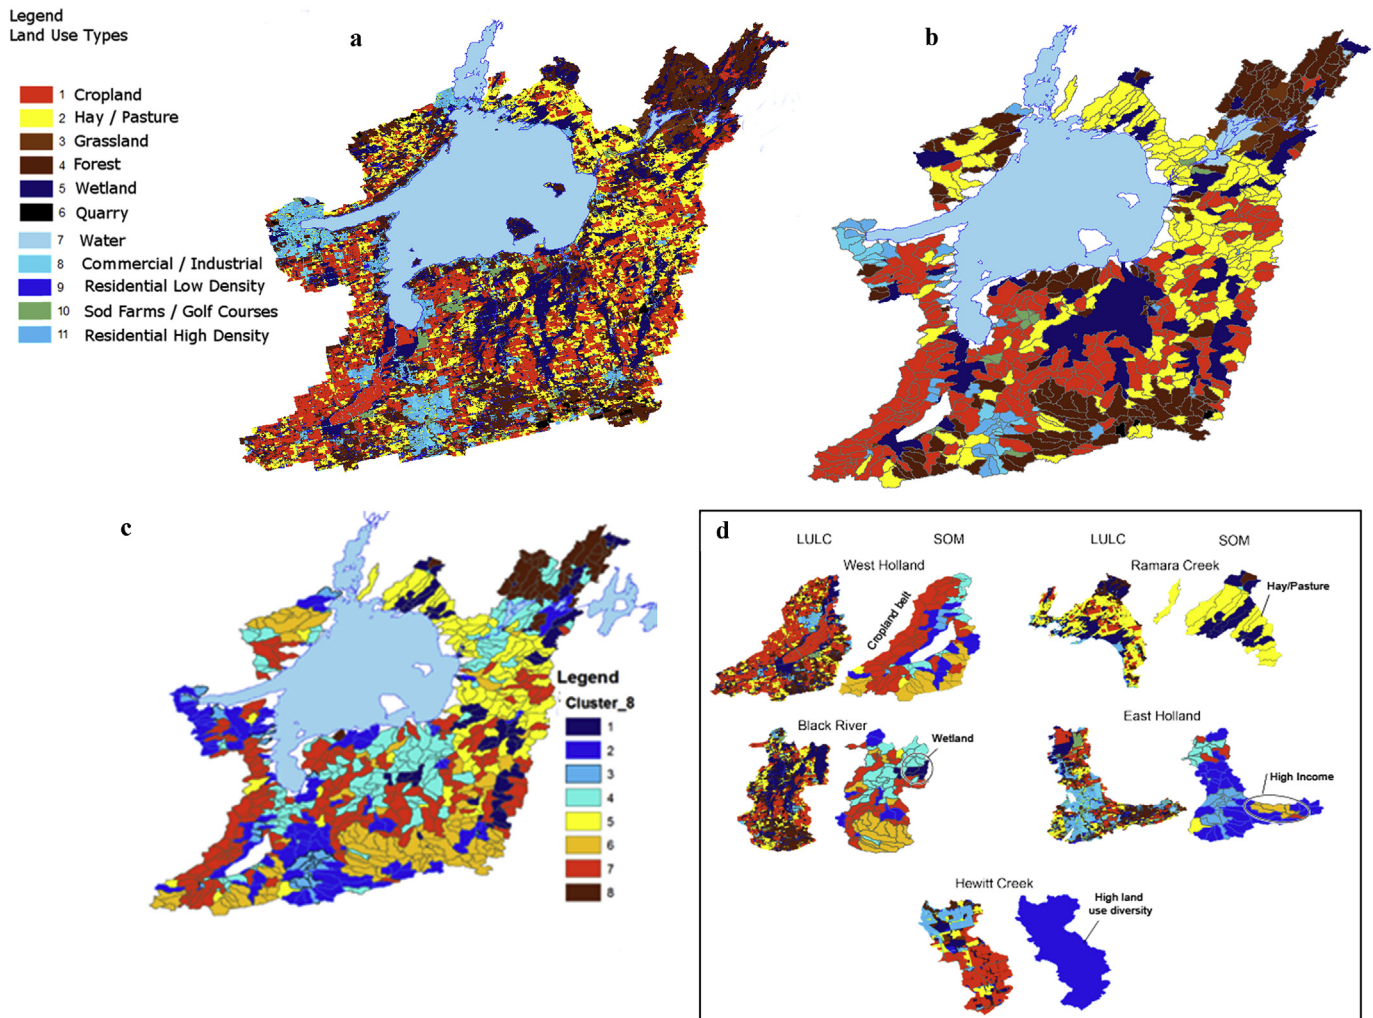 Legend
Land Use Types
1 Cropland
2 Hay / Pasture
3 Grassland
4 Forest
5 Wetland
6 Quarry
7 Water
8 Commercial / Industrial
9 Residential Low Density
10 Sod Farms / Golf Courses
11 Residential High Density
a
b
c
Legend
Cluster_8
1
2
3
4
5
6
7
8
d
LULC SOM LULC SOM
West Holland
Cropland belt
Ramara Creek
Hay/Pasture
Black River
Wetland
East Holland
High Income
Hewitt Creek
High land
use diversity